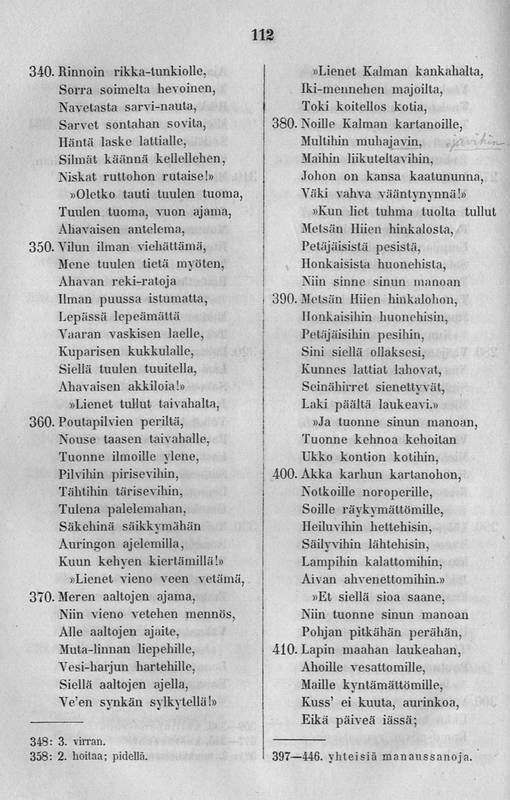 112
340. Rinnoin rikka-tunkiolle,
Sorra soimelta hevoinen,
Navetasta sarvi-nauta,
Sarvet sontahan sovita,
Häntä laske lattialle,
Silmät käännä kellellehen,
Niskat ruttohon rutaise!»
»Oletko tauti tuulen tuoma,
Tuulen tuoma, vuon ajama,
Ahavaisen antelema,
350. Vilun ilman viehättämä,
Mene tuulen tietä myöten,
Ahavan reki-ratoja
Ilman puussa istumatta,
Lepässä lepeämättä
Vaaran vaskisen laelle,
Kuparisen kukkulalle,
Siellä tuulen tuuitella,
Ahavaisen akkiloia!»
»Lienet tullut taivahalta,
360. Poutapilvien periltä,
Nouse taasen taivahalle,
Tuonne ilmoille ylene,
Pilvihin pirisevihin,
Tähtihin tärisevihin,
Tulena palelemahan,
Säkehinä säikkymähän
Auringon ajelemilla,
Kuun kehyen kiertämillä!»
»Lienet vieno veen vetämä,
370. Meren aaltojen ajama,
Niin vieno vetehen mennös,
Alle aaltojen ajaite,
Muta-linnan liepehille,
Vesi-harjun hartehille,
Siellä aaltojen ajella,
Ve'en synkän sylkytellä!»
348: 3. virran.
358: 2. hoitaa; pidellä.
»Lienet Kalman kankahalta,
Iki-mennehen majoilta,
Toki koitellos kotia,
380. Noille Kalman kartanoille,
Multihin muhajavin,
Maihin liikuteltavihin,
Johon on kansa kaatununna,
Väki vahva vääntynynnä!»
»Kun liet tuhma tuolta tullut
Metsän Hiien hinkalosta,
Petäjäisistä pesistä,
Honkaisista huonehista,
Niin sinne sinun manoan
390. Metsän Hiien hinkalohon,
Honkaisihin huonehisin,
Petäjäisihin pesihin,
Sini siellä ollaksesi,
Kunnes lattiat lahovat,
Seinähirret sienettyvät,
Laki päältä laukeavi.»
»Ja tuonne sinun manoan,
Tuonne kehnoa kehoitan
Ukko kontion kotihin,
400. Akka karhun kartanohon,
Notkoille noroperille,
Soille räykymättömille,
Heiluvihin hettehisin,
Säilyvihin lähtehisin,
Lampihin kalattomihin,
Aivan ahvenettomihin.»
»Et siellä sioa saane,
Niin tuonne sinun manoan
Pohjan pitkähän perähän,
410. Lapin maahan laukeahan,
Ahoille vesattomille,
Maille kyntämättömille,
Kuss' ei kuuta, aurinkoa,
Eikä päiveä iässä;
397—446. yhteisiä manaussanoja.